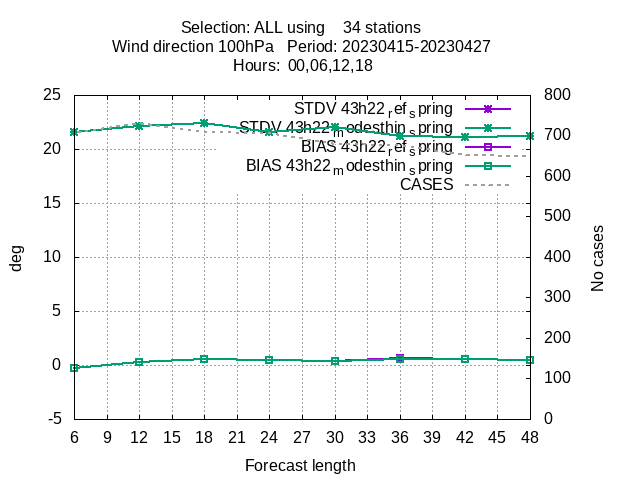 Selection: ALL using    34 stations
Wind direction 100hPa   Period: 20230415-20230427
Hours:  00,06,12,18
STDV 43h22_ref_spring
STDV 43h22_modesthin_spring
BIAS 43h22_ref_spring
BIAS 43h22_modesthin_spring
CASES
25
20
15
10
5
0
-5
deg
800
700
600
500
400
300
200
100
0
No cases
6 9 12 15 18 21 24 27 30 33 36 39 42 45 48
Forecast length